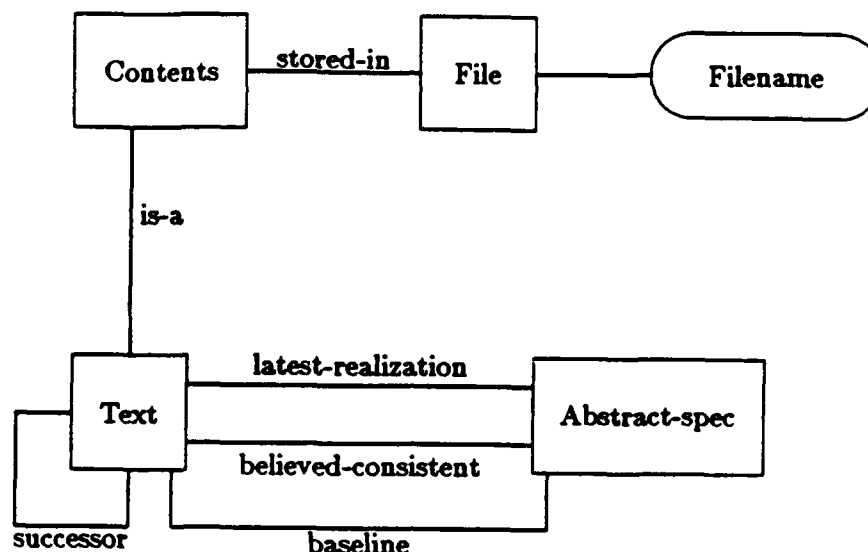 Contents
stored-in
File
Filename
is-a
latest-realization
Text
Abstract-spec
believed-consistent
successor
baseline